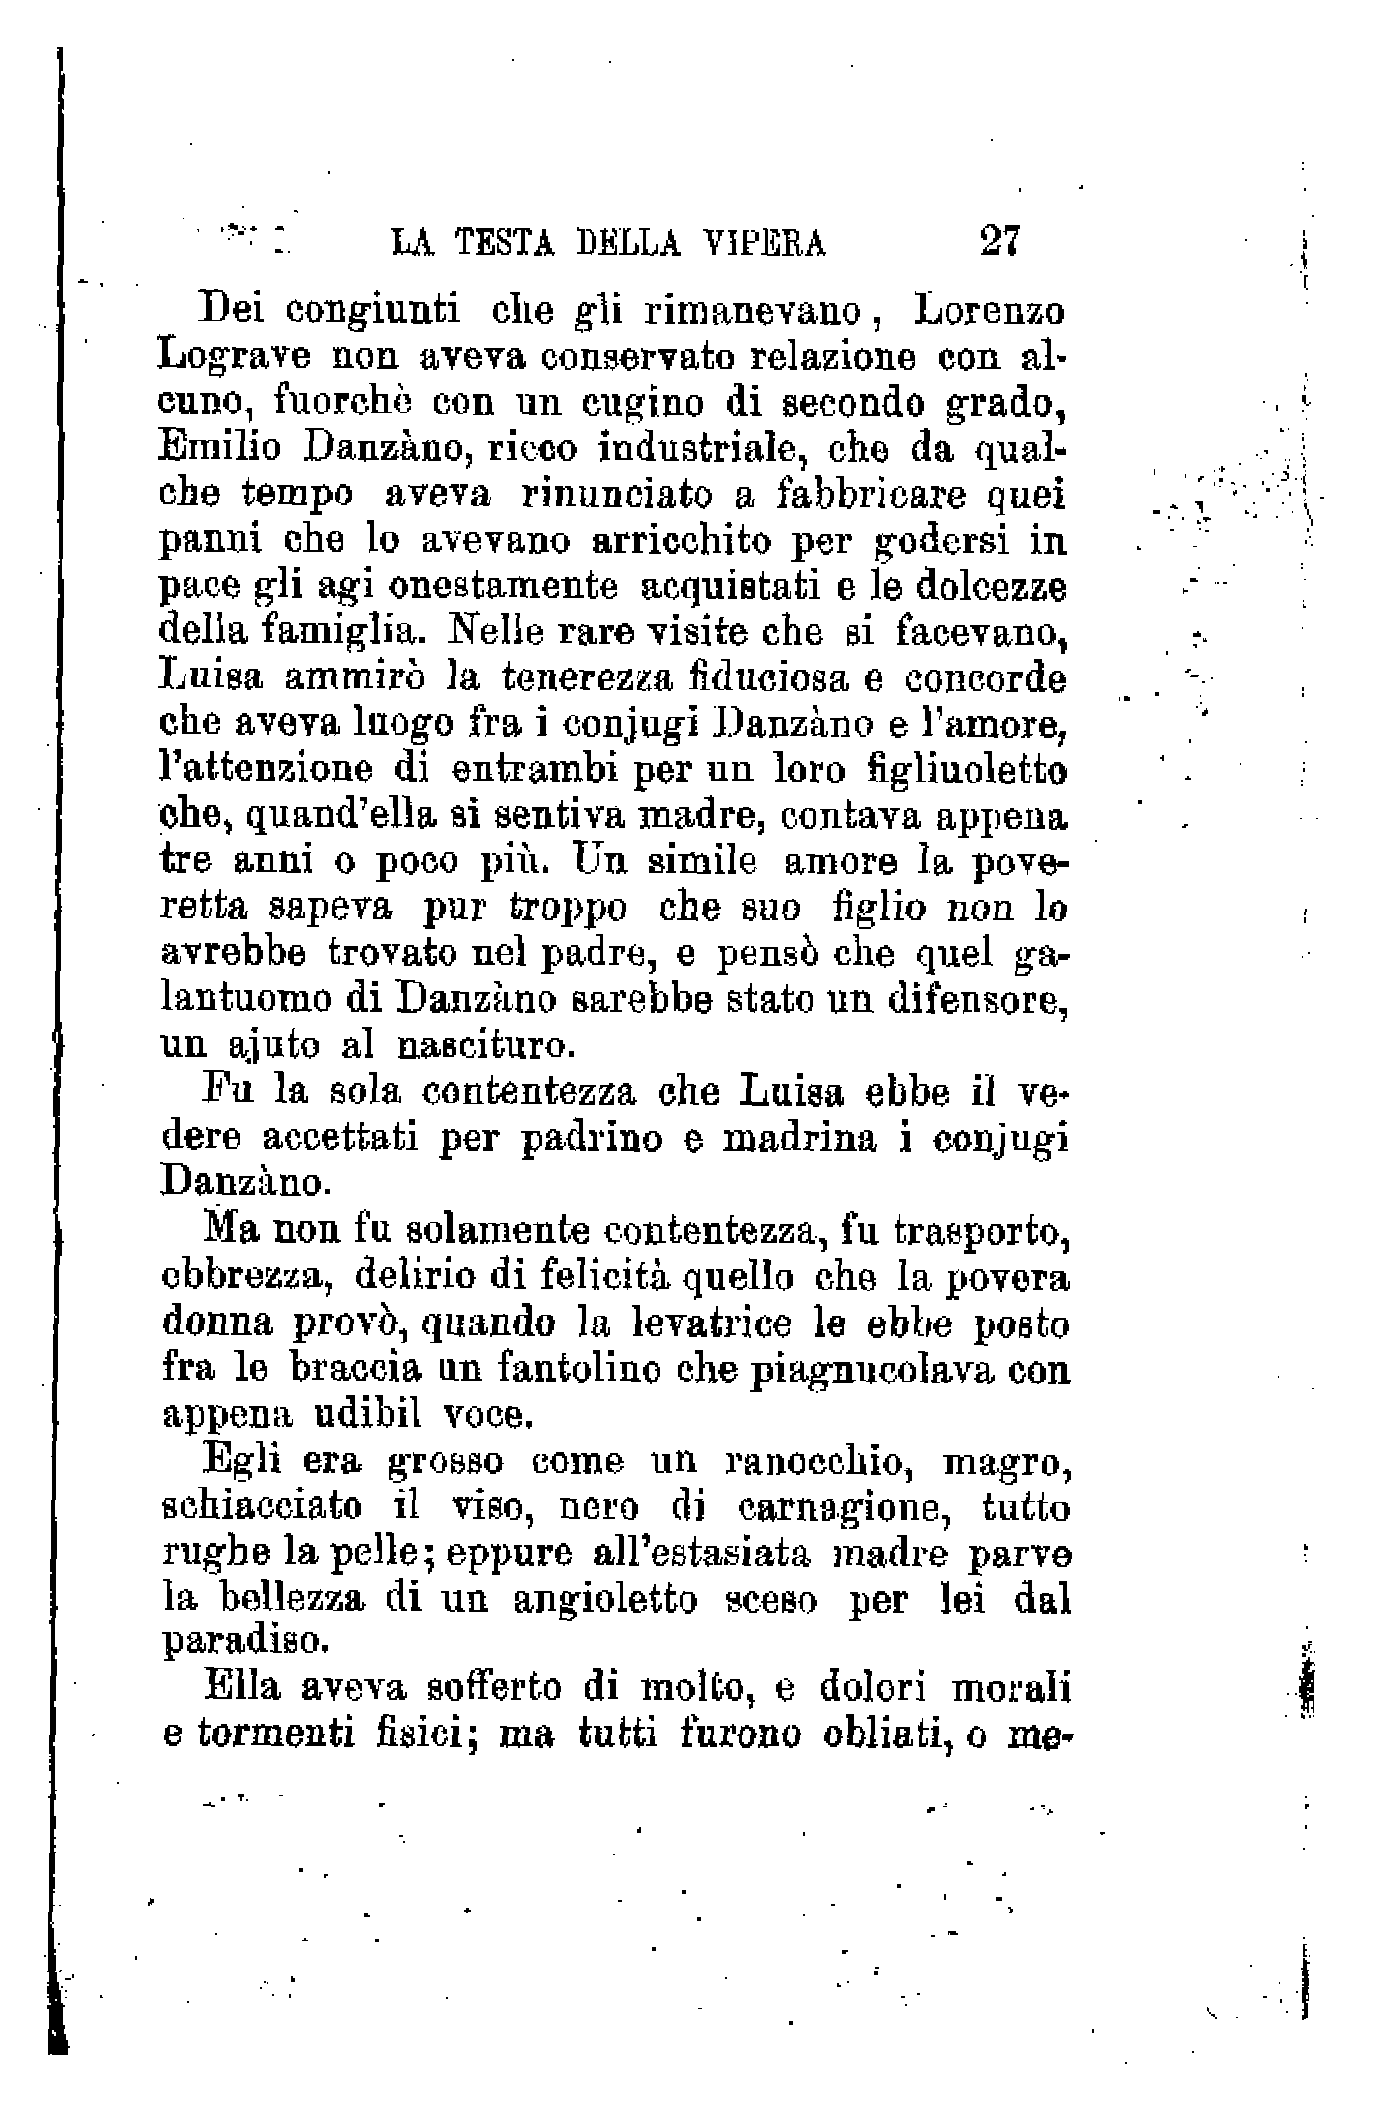 LA TESTA DELLA VIPERA 27
Dei congiunti che gli rimanevano, Lorenzo
Lograve non aveva conservato relazione con al-
cuno, fuorchè con un cugino di secondo grado,
Emilio Danzàno, ricco industriale, che da qual-
che tempo aveva rinunciato a fabbricare quei
panni che lo avevano arricchito per godersi in
pace gli agi onestamente acquistati e le dolcezze
della famiglia. Nelle rare visite che si facevano,
Luisa ammirò la tenerezza fiduciosa e concorde
che aveva luogo fra i conjugi Danzàno e l'amore,
l'attenzione di entrambi per un loro figliuoletto
che, quand'ella si sentiva madre, contava appena
tre anni o poco più. Un simile amore la pove-
retta sapeva pur troppo che suo figlio non lo
avrebbe trovato nel padre, e pensò che quel ga-
lantuomo di Danzàno sarebbe stato un difensore,
un ajuto al nascituro.
Fu la sola contentezza che Luisa ebbe il ve-
dere accettati per padrino e madrina i conjugi
Danzàno.
Ma non fu solamente contentezza, fu trasporto,
ebbrezza, delirio di felicità quello che la povera
donna provò, quando la levatrice le ebbe posto
fra le braccia un fantolino che piagnucolava con
appena udibil voce.
Egli era grosso come un ranocchio, magro,
schiacciato il viso, nero di carnagione, tutto
rughe la pelle; eppure all'estasiata madre parve
la bellezza di un angioletto sceso per lei dal
paradiso.
Ella aveva sofferto di molto, e dolori morali
e tormenti fisici; ma tutti furono obliati, o me-